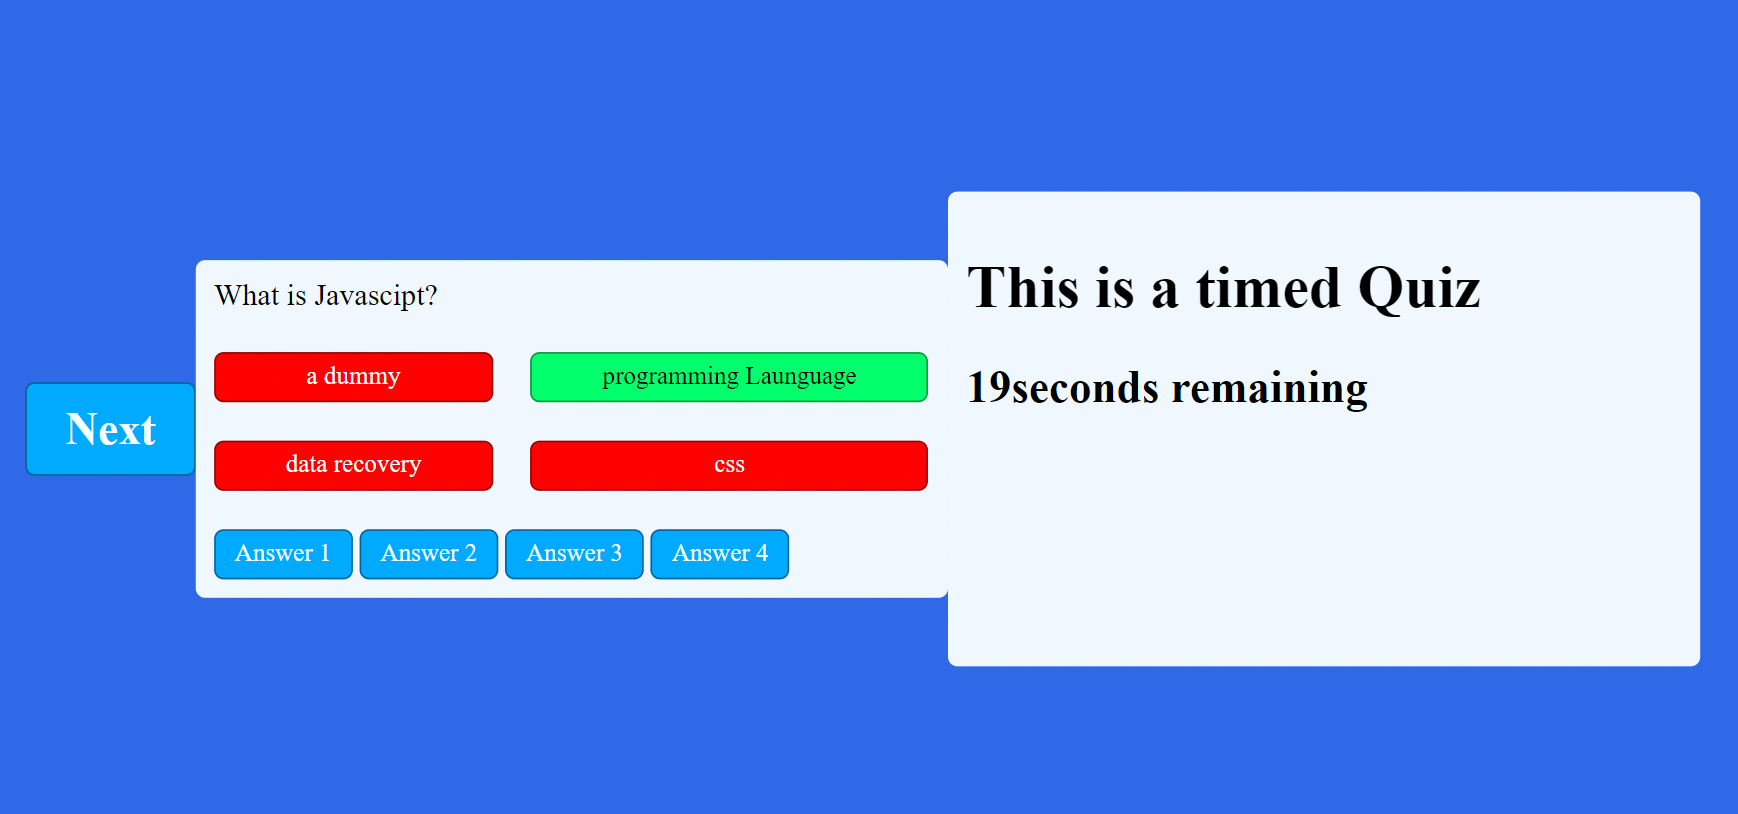 Next
What is Javascipt?
a dummy
programming Launguage
data recovery
css
Answer 1
Answer 2
Answer 3
Answer 4
This is a timed Quiz
19seconds remaining